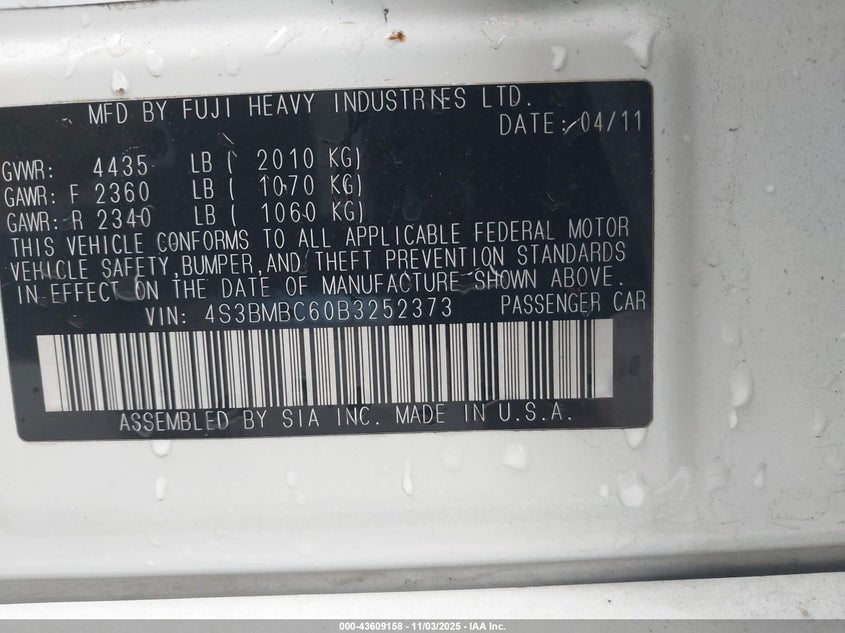 MFD BY FUJI HEAVY INDUSTRIES LTD.
DATE: 04/11
GVWR: 4435 LB ( 2010 KG)
GAWR: F 2360 LB ( 1070 KG)
GAWR: R 2340 LB ( 1060 KG)
THIS VEHICLE CONFORMS TO ALL APPLICABLE FEDERAL MOTOR
VEHICLE SAFETY, BUMPER, AND THEFT PREVENTION STANDARDS
IN EFFECT ON THE DATE OF MANUFACTURE SHOWN ABOVE.
VIN: 4S3BMBC60B3252373 PASSENGER CAR
ASSEMBLED BY SIA INC. MADE IN U.S.A.
000-43609158 - 11/03/2025 - IAA Inc.